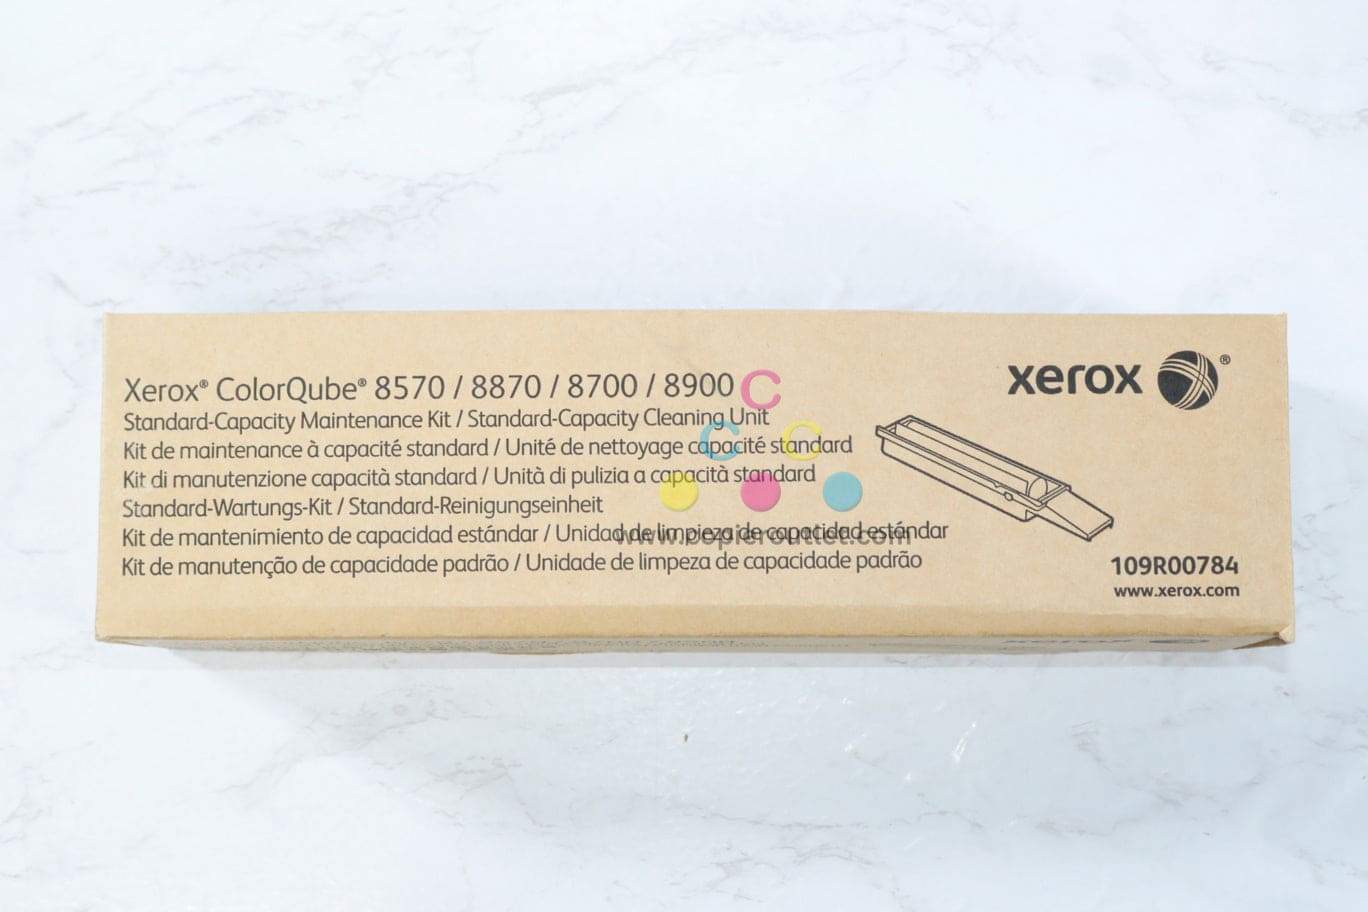 Xerox® ColorQube® 8570 / 8870 / 8700 / 8900
Standard-Capacity Maintenance Kit / Standard-Capacity Cleaning Unit
Kit de maintenance à capacité standard / Unité de nettoyage capacité standard
Kit di manutenzione capacità standard / Unità di pulizia a capacità standard
Standard-Wartungs-Kit / Standard-Reinigungseinheit
Kit de mantenimiento de capacidad estándar / Unidad de limpieza de capacidad estándar
Kit de manutenção de capacidade padrão / Unidade de limpeza de capacidade padrão
xerox ®
109R00784
www.xerox.com
C
C C